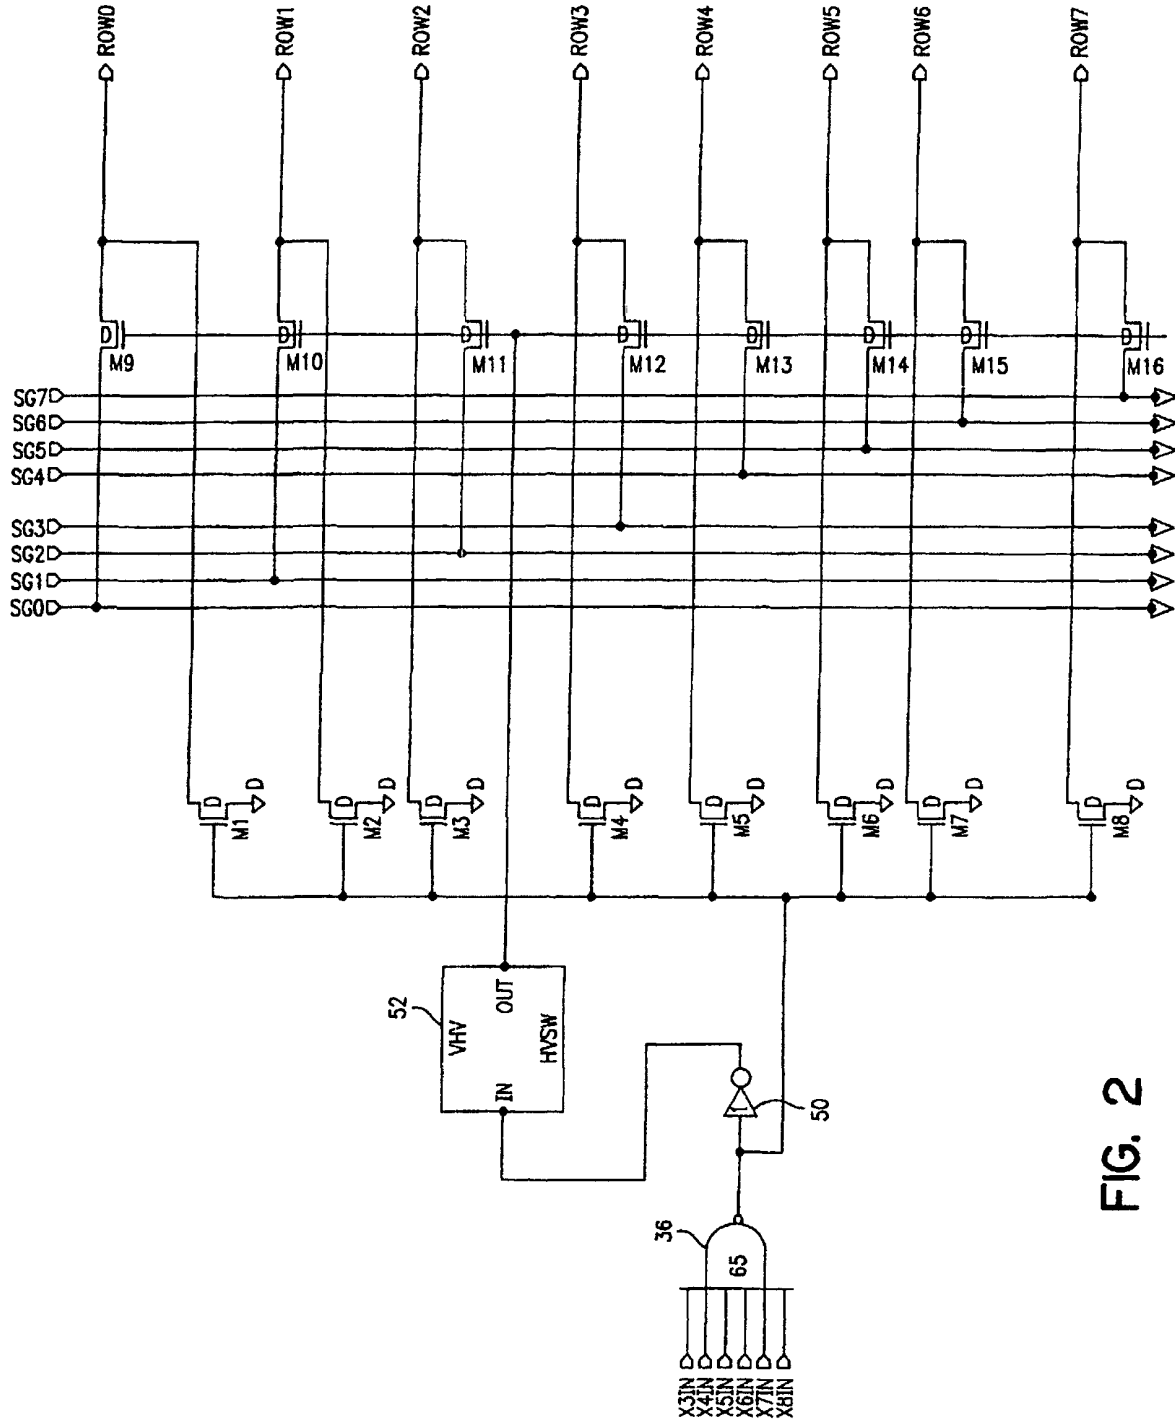 ROW0
ROW1
ROW2
ROW3
ROW4
ROW5
ROW6
ROW7
D
D
D
D
D
D
D
D
M9
M10
M11
M12
M13
M14
M15
M16
SG7
SG6
SG5
SG4
SG3
SG2
SG1
SG0
D D
D D
D D
D D
D D
D D
D D
D D
M1
M2
M3
M4
M5
M6
M7
M8
52
VHV
OUT
IN
HVSW
50
36
65
X3IN
X4IN
X5IN
X6IN
X7IN
X8IN
FIG. 2